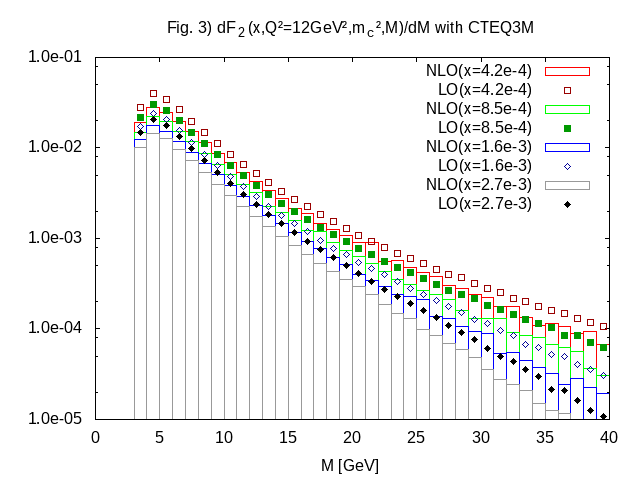 Fig. 3) dF₂(x,Q²=12GeV²,m꜀²,M)/dM with CTEQ3M
NLO(x=4.2e-4)
LO(x=4.2e-4)
NLO(x=8.5e-4)
LO(x=8.5e-4)
NLO(x=1.6e-3)
LO(x=1.6e-3)
NLO(x=2.7e-3)
LO(x=2.7e-3)
1.0e-01
1.0e-02
1.0e-03
1.0e-04
1.0e-05
0 5 10 15 20 25 30 35 40
M [GeV]